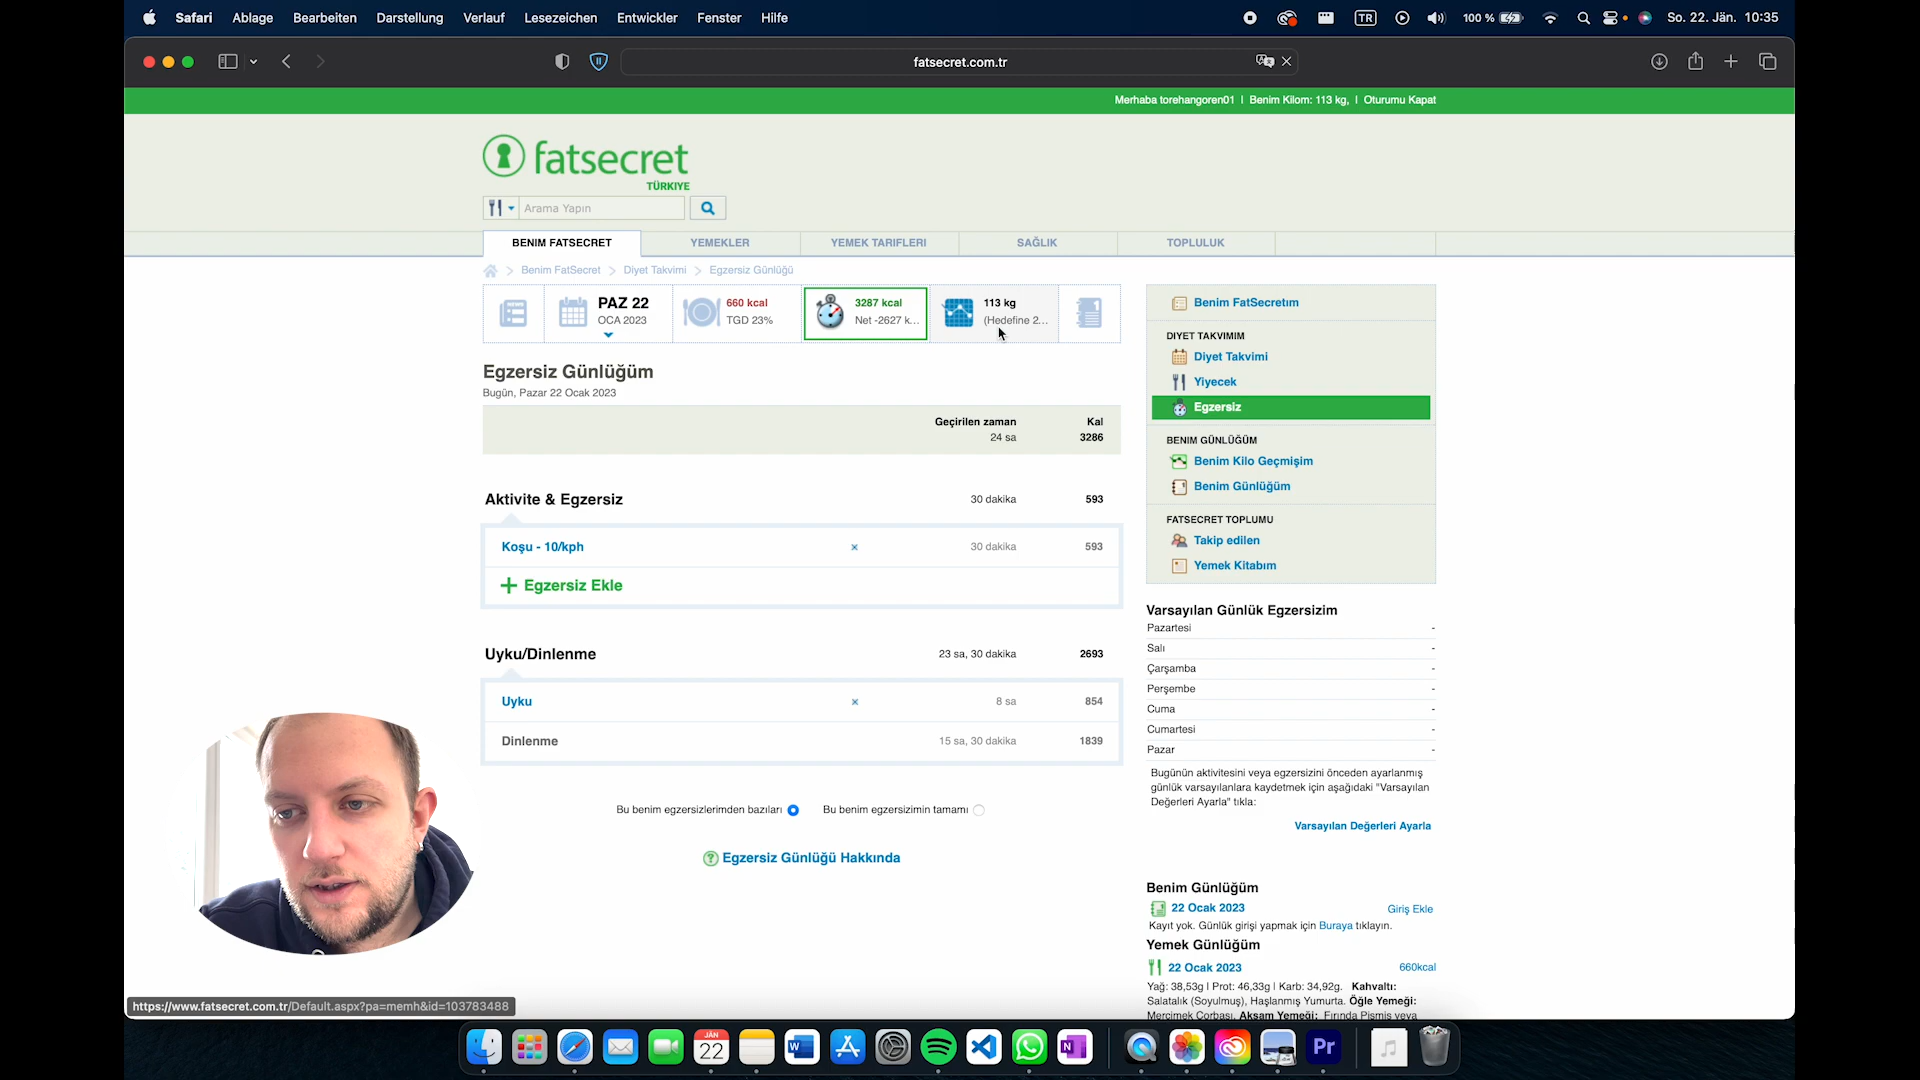 Safari Ablage Bearbeiten Darstellung Verlauf Lesezeichen Entwickler Fenster Hilfe TR 100 % So. 22. Jän. 10:35
fatsecret.com.tr
Merhaba torehangoren01 | Benim Kilom: 113 kg, | Oturumu Kapat
fatsecret
TÜRKIYE
Arama Yapın
BENIM FATSECRET YEMEKLER YEMEK TARIFLERI SAĞLIK TOPLULUK
Benim FatSecret > Diyet Takvimi > Egzersiz Günlüğü
PAZ 22
OCA 2023
660 kcal
TGD 23%
3287 kcal
Net -2627 k...
113 kg
(Hedefine 2...
Egzersiz Günlüğüm
Bugün, Pazar 22 Ocak 2023
Geçirilen zaman Kal
24 sa 3286
Aktivite & Egzersiz 30 dakika 593
Koşu - 10/kph x 30 dakika 593
+ Egzersiz Ekle
Uyku/Dinlenme 23 sa, 30 dakika 2693
Uyku x 8 sa 854
Dinlenme 15 sa, 30 dakika 1839
Bu benim egzersizlerimden bazıları Bu benim egzersizimin tamamı
? Egzersiz Günlüğü Hakkında
Benim FatSecretım
DIYET TAKVIMIM
Diyet Takvimi
Yiyecek
Egzersiz
BENIM GÜNLÜĞÜM
Benim Kilo Geçmişim
Benim Günlüğüm
FATSECRET TOPLUMU
Takip edilen
Yemek Kitabım
Varsayılan Günlük Egzersizim
Pazartesi -
Salı -
Çarşamba -
Perşembe -
Cuma -
Cumartesi -
Pazar -
Bugünün aktivitesini veya egzersizini önceden ayarlanmış
günlük varsayılanlara kaydetmek için aşağıdaki "Varsayılan
Değerleri Ayarla" tıkla:
Varsayılan Değerleri Ayarla
Benim Günlüğüm
22 Ocak 2023 Giriş Ekle
Kayıt yok. Günlük girişi yapmak için Buraya tıklayın.
Yemek Günlüğüm
22 Ocak 2023 660kcal
Yağ: 38,53g | Prot: 46,33g | Karb: 34,92g. Kahvaltı:
Salatalık (Soyulmuş), Haşlanmış Yumurta. Öğle Yemeği:
Mercimek Çorbası. Akşam Yemeği: Fırında Pişmiş veya
https://www.fatsecret.com.tr/Default.aspx?pa=memh&id=103783488
JÄN
22
W
N
Pr